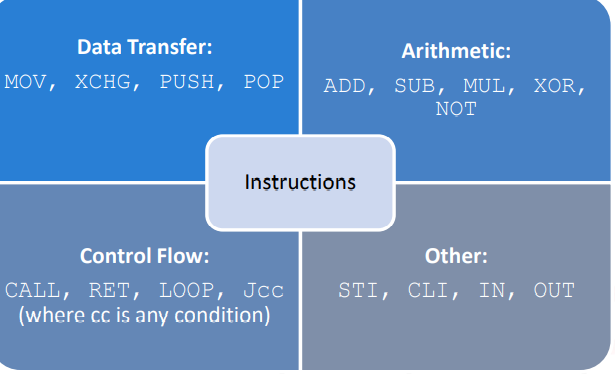 Data Transfer:
MOV, XCHG, PUSH, POP
Arithmetic:
ADD, SUB, MUL, XOR,
NOT
Instructions
Control Flow:
CALL, RET, LOOP, Jcc
(where cc is any condition)
Other:
STI, CLI, IN, OUT